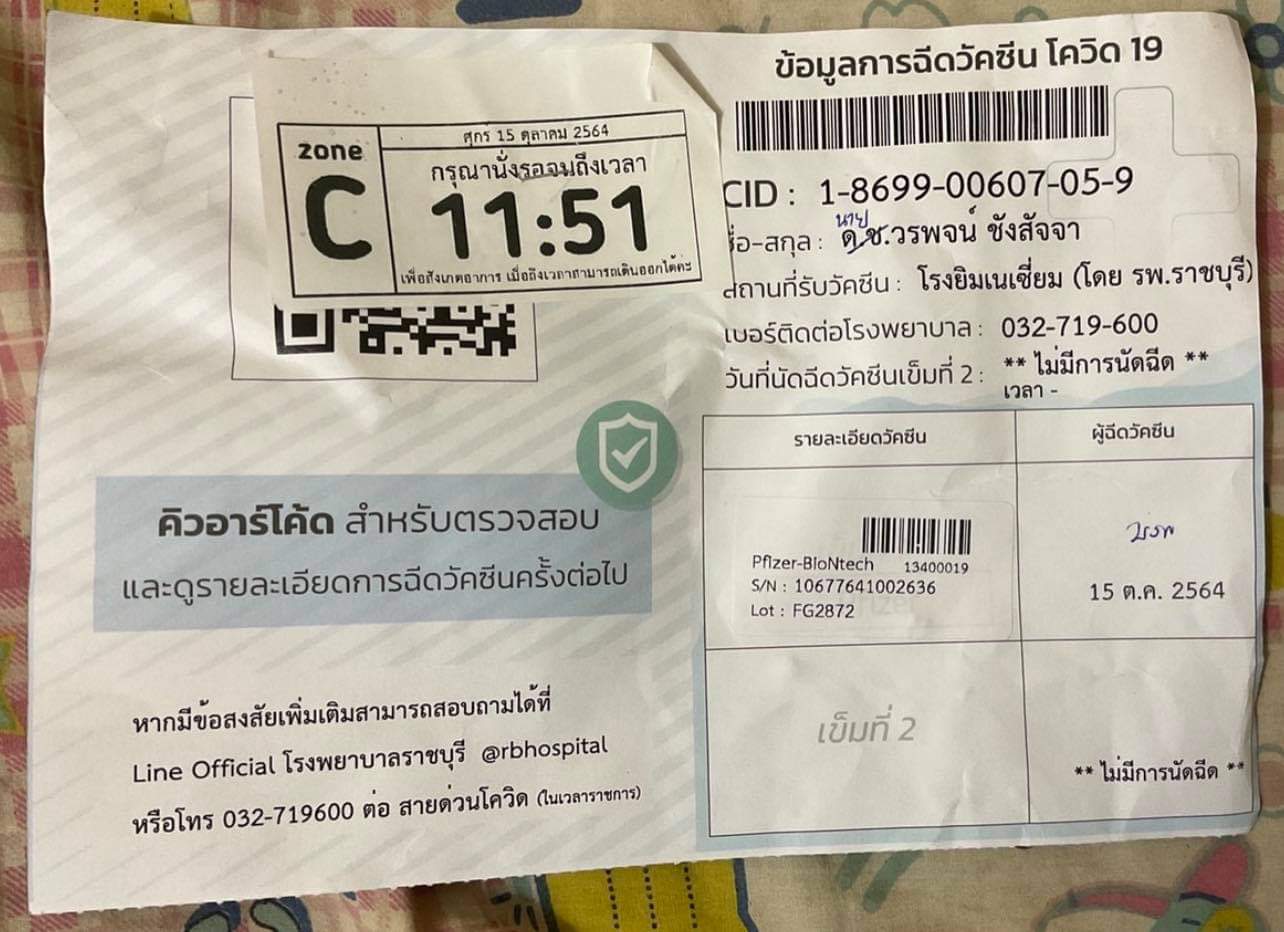 ข้อมูลการฉีดวัคซีน โควิด 19
CID : 1-8699-00607-05-9
นาย
ชื่อ-สกุล : ด.ช.วรพจน์ ชังสัจจา
สถานที่รับวัคซีน : โรงยิมเนเซี่ยม (โดย รพ.ราชบุรี)
เบอร์ติดต่อโรงพยาบาล : 032-719-600
วันที่นัดฉีดวัคซีนเข็มที่ 2 : ** ไม่มีการนัดฉีด **
เวลา -
zone
C
ศุกร์ 15 ตุลาคม 2564
กรุณานั่งรอจนถึงเวลา
11:51
เพื่อสังเกตอาการ เมื่อถึงเวลาสามารถเดินออกได้ค่ะ
คิวอาร์โค้ด สำหรับตรวจสอบ
และดูรายละเอียดการฉีดวัคซีนครั้งต่อไป
หากมีข้อสงสัยเพิ่มเติมสามารถสอบถามได้ที่
Line Official โรงพยาบาลราชบุรี @rbhospital
หรือโทร 032-719600 ต่อ สายด่วนโควิด (ในเวลาราชการ)
รายละเอียดวัคซีน ผู้ฉีดวัคซีน
Pfizer-BioNtech 13400019
S/N : 10677641002636
Lot : FG2872
15 ต.ค. 2564
เข็มที่ 2
** ไม่มีการนัดฉีด **